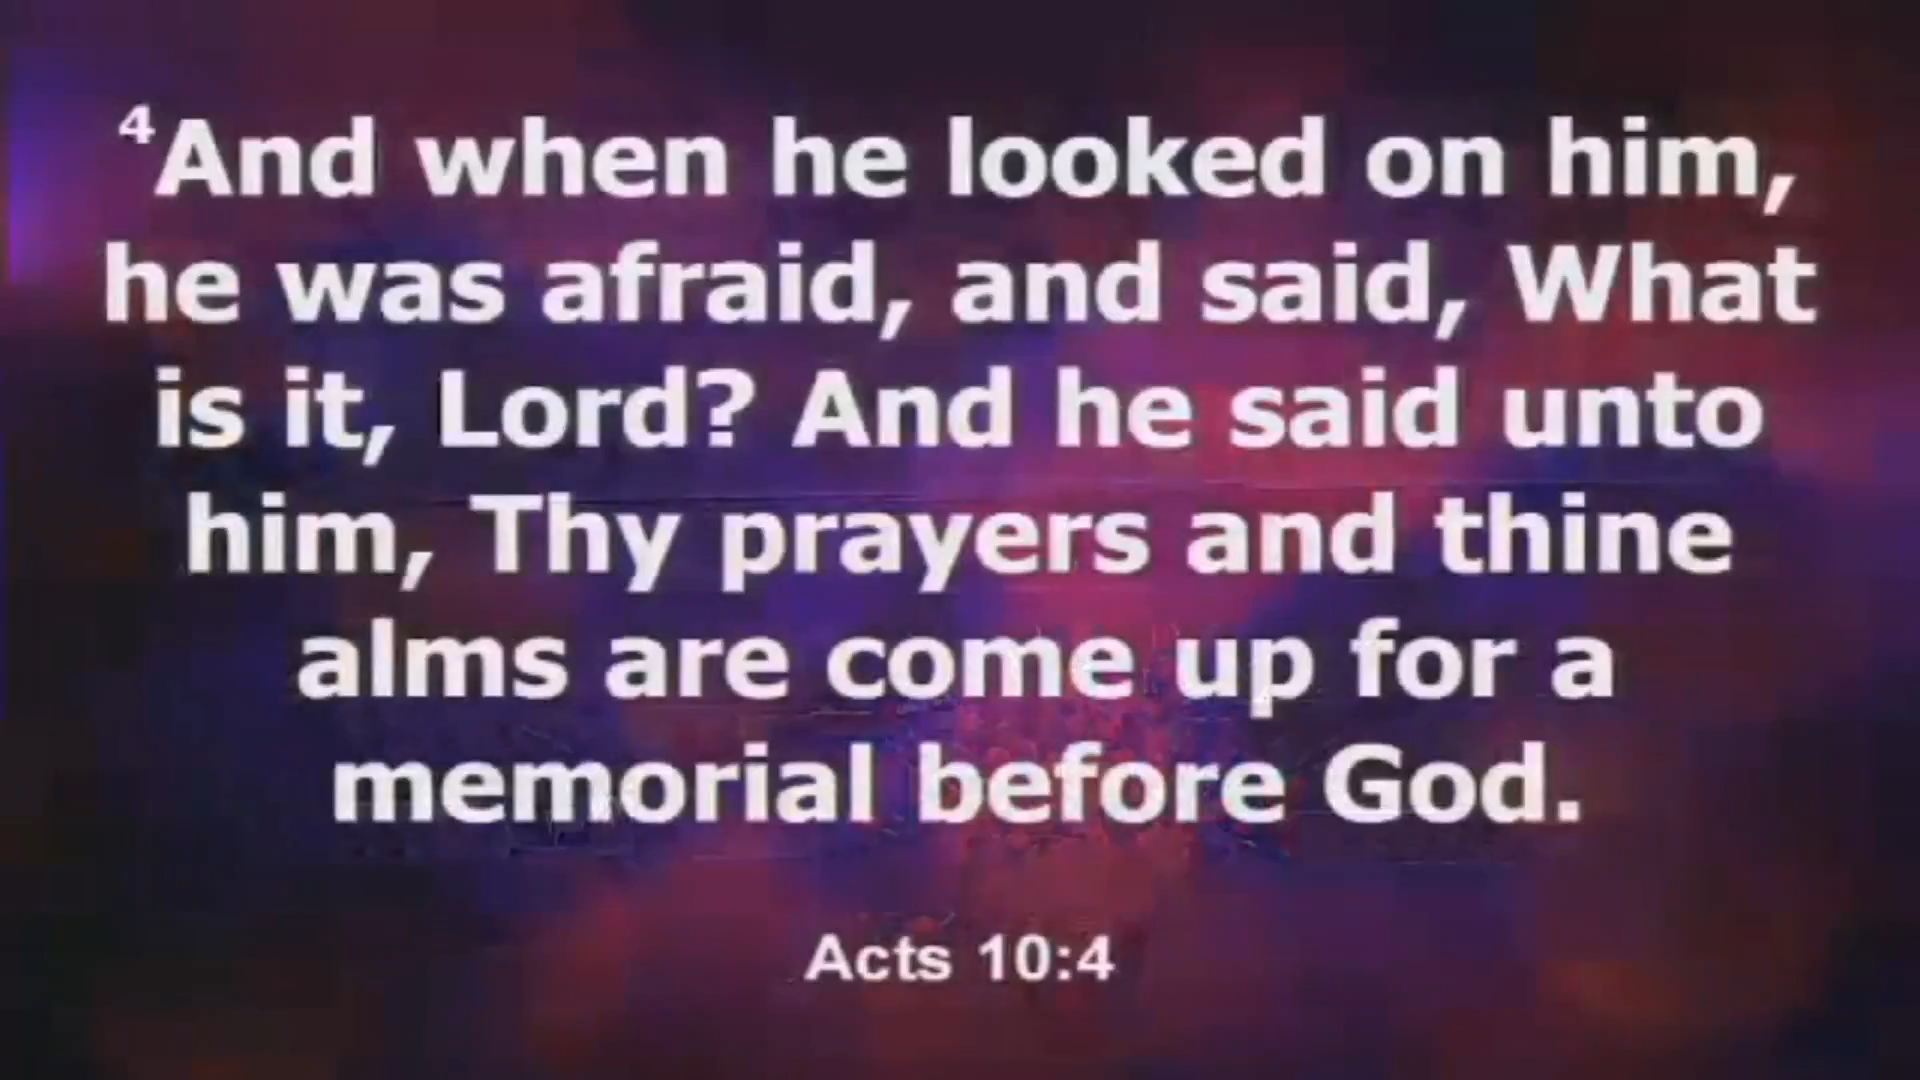 4And when he looked on him,
he was afraid, and said, What
is it, Lord? And he said unto
him, Thy prayers and thine
alms are come up for a
memorial before God.
Acts 10:4